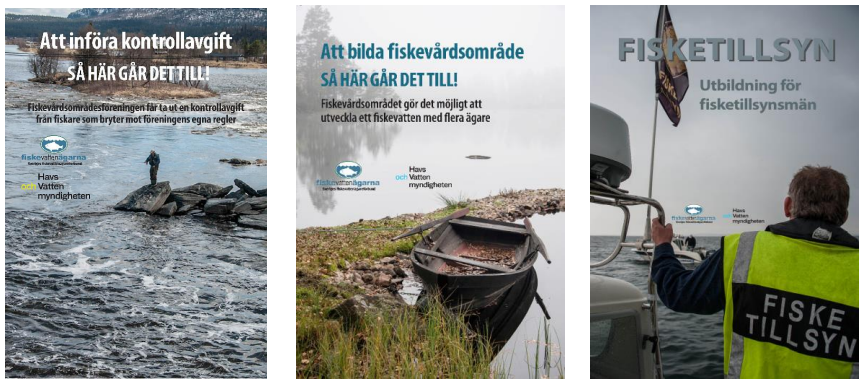 Att införa kontrollavgift
SÅ HÄR GÅR DET TILL!
Fiskevårdsområdesföreningen får ta ut en kontrollavgift
från fiskare som bryter mot föreningens egna regler
fiskevattenägarna
Havs
och Vatten
myndigheten
Att bilda fiskevårdsområde
SÅ HÄR GÅR DET TILL!
Fiskevårdsområdet gör det möjligt att
utveckla ett fiskevatten med flera ägare
fiskevattenägarna
Havs
och Vatten
myndigheten
FISKETILLSYN
Utbildning för
fisketillsynsmän
fiskevattenägarna
Havs
och Vatten
myndigheten
FISKE
TILLSYN